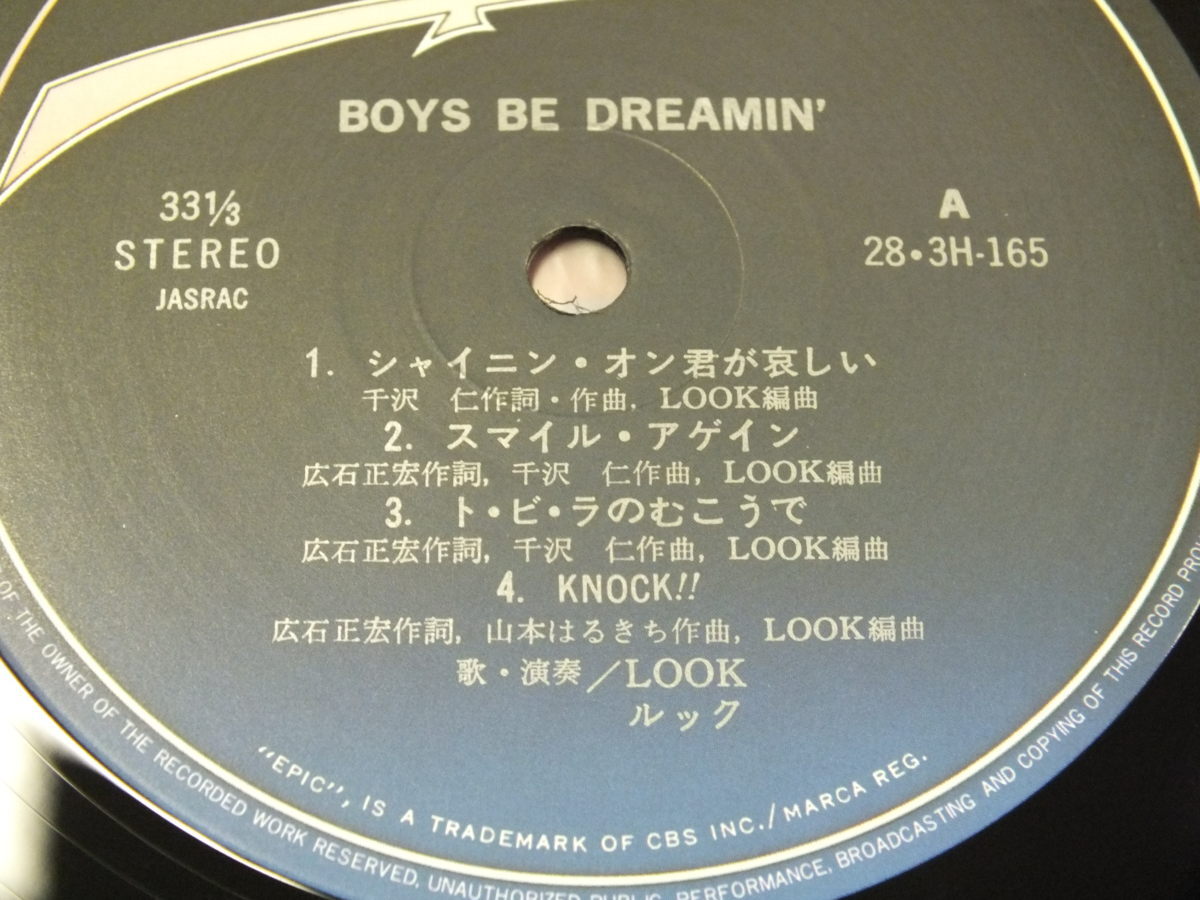 BOYS BE DREAMIN'
33 1/3
STEREO
JASRAC
A
28•3H-165
1. シャイニン・オン君が哀しい
千沢　仁作詞・作曲, LOOK編曲
2. スマイル・アゲイン
広石正宏作詞, 千沢　仁作曲, LOOK編曲
3. ト・ビ・ラのむこうで
広石正宏作詞, 千沢　仁作曲, LOOK編曲
4. KNOCK!!
広石正宏作詞, 山本はるきち作曲, LOOK編曲
歌・演奏／LOOK
ルック
"EPIC", IS A TRADEMARK OF CBS INC./MARCA REG.
OF THE OWNER OF THE RECORDED WORK RESERVED, UNAUTHORIZED PUBLIC PERFORMANCE, BROADCASTING AND COPYING OF THIS RECORD